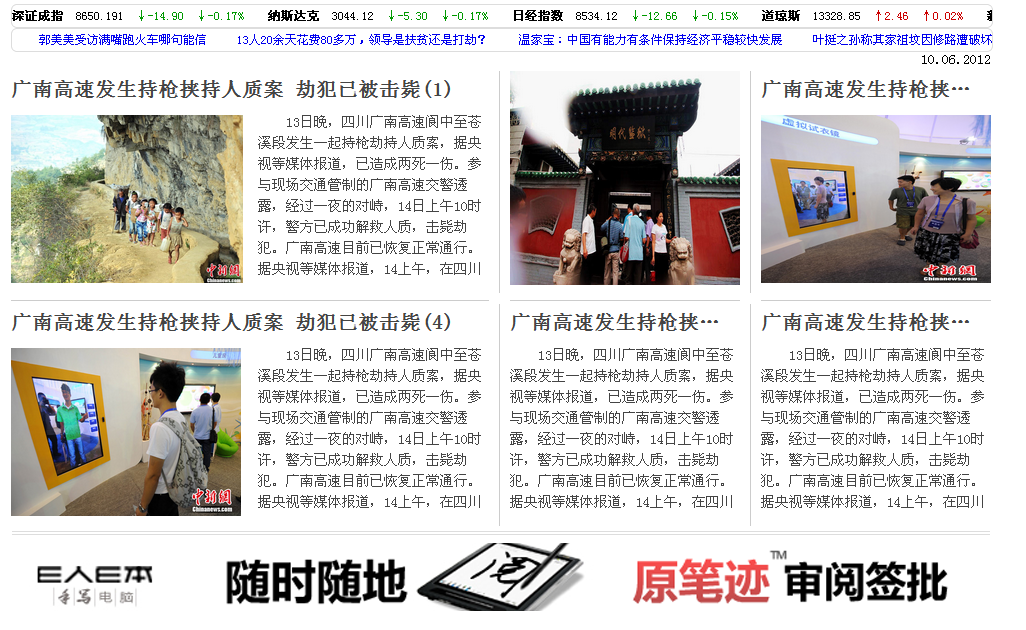 深证成指 8650.191 ↓-14.90 ↓-0.17% 纳斯达克 3044.12 ↓-5.30 ↓-0.17% 日经指数 8534.12 ↓-12.66 ↓-0.15% 道琼斯 13328.85 ↑2.46 ↑0.02%
郭美美受访满嘴跑火车哪句能信 13人20余天花费80多万，领导是扶贫还是打劫？ 温家宝：中国有能力有条件保持经济平稳较快发展 叶挺之孙称其家祖坟因修路遭破坏
10.06.2012
广南高速发生持枪挟持人质案 劫犯已被击毙(1)
13日晚，四川广南高速阆中至苍
溪段发生一起持枪劫持人质案，据央
视等媒体报道，已造成两死一伤。参
与现场交通管制的广南高速交警透
露，经过一夜的对峙，14日上午10时
许，警方已成功解救人质，击毙劫
犯。广南高速目前已恢复正常通行。
据央视等媒体报道，14上午，在四川
中新网
明代监狱
广南高速发生持枪挟…
虚拟试衣镜
中新网
Chinanews.com
广南高速发生持枪挟持人质案 劫犯已被击毙(4)
中新网
Chinanews.com
13日晚，四川广南高速阆中至苍
溪段发生一起持枪劫持人质案，据央
视等媒体报道，已造成两死一伤。参
与现场交通管制的广南高速交警透
露，经过一夜的对峙，14日上午10时
许，警方已成功解救人质，击毙劫
犯。广南高速目前已恢复正常通行。
据央视等媒体报道，14上午，在四川
广南高速发生持枪挟…
13日晚，四川广南高速阆中至苍
溪段发生一起持枪劫持人质案，据央
视等媒体报道，已造成两死一伤。参
与现场交通管制的广南高速交警透
露，经过一夜的对峙，14日上午10时
许，警方已成功解救人质，击毙劫
犯。广南高速目前已恢复正常通行。
据央视等媒体报道，14上午，在四川
广南高速发生持枪挟…
13日晚，四川广南高速阆中至苍
溪段发生一起持枪劫持人质案，据央
视等媒体报道，已造成两死一伤。参
与现场交通管制的广南高速交警透
露，经过一夜的对峙，14日上午10时
许，警方已成功解救人质，击毙劫
犯。广南高速目前已恢复正常通行。
据央视等媒体报道，14上午，在四川
E人E本
手写电脑
随时随地
原笔迹™审阅签批